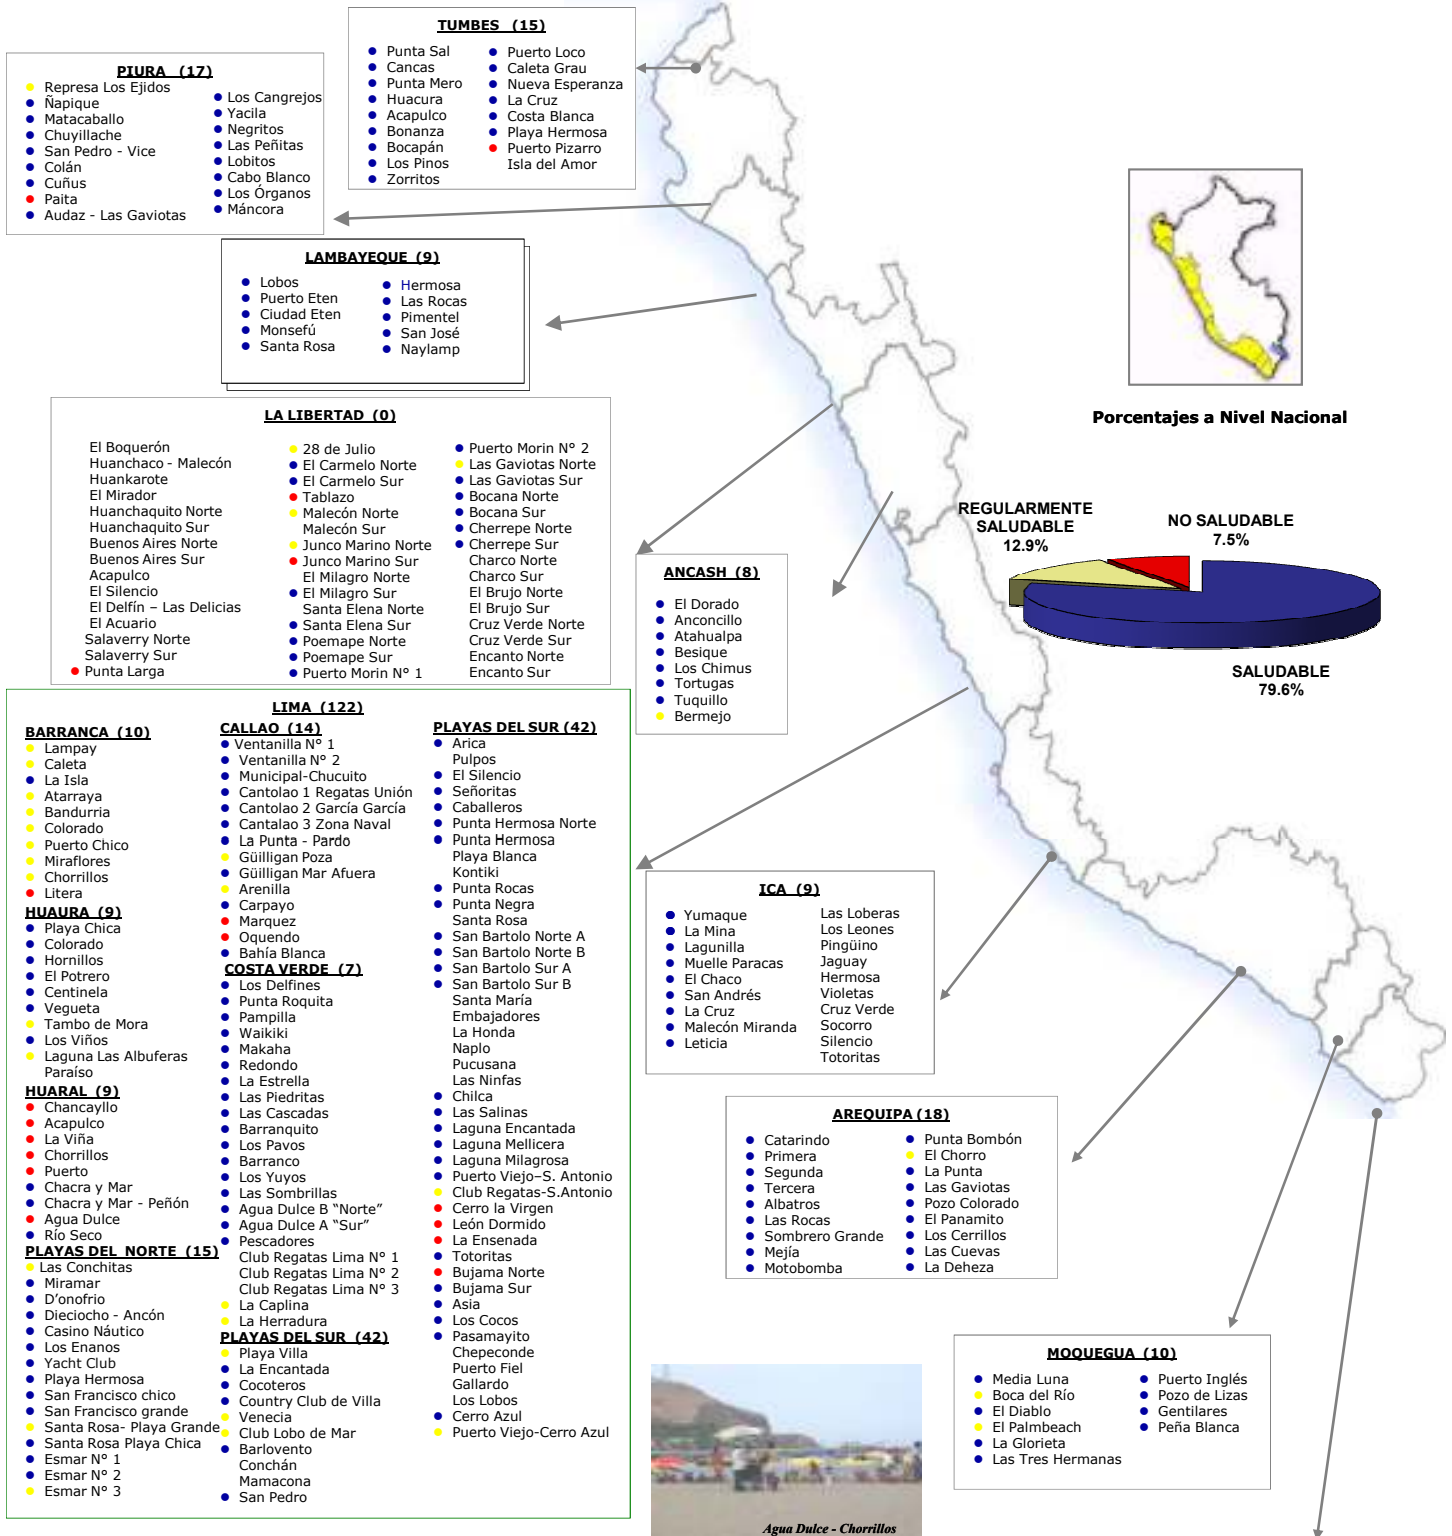 TUMBES (15)
Punta Sal
Cancas
Punta Mero
Huacura
Acapulco
Bonanza
Bocapán
Los Pinos
Zorritos
Puerto Loco
Caleta Grau
Nueva Esperanza
La Cruz
Costa Blanca
Playa Hermosa
Puerto Pizarro
Isla del Amor
PIURA (17)
Represa Los Ejidos
Ñapique
Matacaballo
Chuyillache
San Pedro - Vice
Colán
Cuñus
Paita
Audaz - Las Gaviotas
Los Cangrejos
Yacila
Negritos
Las Peñitas
Lobitos
Cabo Blanco
Los Órganos
Máncora
LAMBAYEQUE (9)
Lobos
Puerto Eten
Ciudad Eten
Monsefú
Santa Rosa
Hermosa
Las Rocas
Pimentel
San José
Naylamp
Porcentajes a Nivel Nacional
REGULARMENTE
SALUDABLE
12.9%
NO SALUDABLE
7.5%
SALUDABLE
79.6%
LA LIBERTAD (0)
El Boquerón
Huanchaco - Malecón
Huankarote
El Mirador
Huanchaquito Norte
Huanchaquito Sur
Buenos Aires Norte
Buenos Aires Sur
Acapulco
El Silencio
El Delfín – Las Delicias
El Acuario
Salaverry Norte
Salaverry Sur
Punta Larga
28 de Julio
El Carmelo Norte
El Carmelo Sur
Tablazo
Malecón Norte
Malecón Sur
Junco Marino Norte
Junco Marino Sur
El Milagro Norte
El Milagro Sur
Santa Elena Norte
Santa Elena Sur
Poemape Norte
Poemape Sur
Puerto Morin N° 1
Puerto Morin N° 2
Las Gaviotas Norte
Las Gaviotas Sur
Bocana Norte
Bocana Sur
Cherrepe Norte
Cherrepe Sur
Charco Norte
Charco Sur
El Brujo Norte
El Brujo Sur
Cruz Verde Norte
Cruz Verde Sur
Encanto Norte
Encanto Sur
ANCASH (8)
El Dorado
Anconcillo
Atahualpa
Besique
Los Chimus
Tortugas
Tuquillo
Bermejo
LIMA (122)
BARRANCA (10)
Lampay
Caleta
La Isla
Atarraya
Bandurria
Colorado
Puerto Chico
Miraflores
Chorrillos
Litera
HUAURA (9)
Playa Chica
Colorado
Hornillos
El Potrero
Centinela
Vegueta
Tambo de Mora
Los Viños
Laguna Las Albuferas
Paraíso
HUARAL (9)
Chancayllo
Acapulco
La Viña
Chorrillos
Puerto
Chacra y Mar
Chacra y Mar - Peñón
Agua Dulce
Río Seco
PLAYAS DEL NORTE (15)
Las Conchitas
Miramar
D'onofrio
Dieciocho - Ancón
Casino Náutico
Los Enanos
Yacht Club
Playa Hermosa
San Francisco chico
San Francisco grande
Santa Rosa- Playa Grande
Santa Rosa Playa Chica
Esmar N° 1
Esmar N° 2
Esmar N° 3
CALLAO (14)
Ventanilla N° 1
Ventanilla N° 2
Municipal-Chucuito
Cantolao 1 Regatas Unión
Cantolao 2 García García
Cantalao 3 Zona Naval
La Punta - Pardo
Güilligan Poza
Güilligan Mar Afuera
Arenilla
Carpayo
Marquez
Oquendo
Bahía Blanca
COSTA VERDE (7)
Los Delfines
Punta Roquita
Pampilla
Waikiki
Makaha
Redondo
La Estrella
Las Piedritas
Las Cascadas
Barranquito
Los Pavos
Barranco
Los Yuyos
Las Sombrillas
Agua Dulce B “Norte”
Agua Dulce A “Sur”
Pescadores
Club Regatas Lima N° 1
Club Regatas Lima N° 2
Club Regatas Lima N° 3
La Caplina
La Herradura
PLAYAS DEL SUR (42)
Playa Villa
La Encantada
Cocoteros
Country Club de Villa
Venecia
Club Lobo de Mar
Barlovento
Conchán
Mamacona
San Pedro
PLAYAS DEL SUR (42)
Arica
Pulpos
El Silencio
Señoritas
Caballeros
Punta Hermosa Norte
Punta Hermosa
Playa Blanca
Kontiki
Punta Rocas
Punta Negra
Santa Rosa
San Bartolo Norte A
San Bartolo Norte B
San Bartolo Sur A
San Bartolo Sur B
Santa María
Embajadores
La Honda
Naplo
Pucusana
Las Ninfas
Chilca
Las Salinas
Laguna Encantada
Laguna Mellicera
Laguna Milagrosa
Puerto Viejo–S. Antonio
Club Regatas-S.Antonio
Cerro la Virgen
León Dormido
La Ensenada
Totoritas
Bujama Norte
Bujama Sur
Asia
Los Cocos
Pasamayito
Chepeconde
Puerto Fiel
Gallardo
Los Lobos
Cerro Azul
Puerto Viejo-Cerro Azul
ICA (9)
Yumaque
La Mina
Lagunilla
Muelle Paracas
El Chaco
San Andrés
La Cruz
Malecón Miranda
Leticia
Las Loberas
Los Leones
Pingüino
Jaguay
Hermosa
Violetas
Cruz Verde
Socorro
Silencio
Totoritas
AREQUIPA (18)
Catarindo
Primera
Segunda
Tercera
Albatros
Las Rocas
Sombrero Grande
Mejía
Motobomba
Punta Bombón
El Chorro
La Punta
Las Gaviotas
Pozo Colorado
El Panamito
Los Cerrillos
Las Cuevas
La Deheza
MOQUEGUA (10)
Media Luna
Boca del Río
El Diablo
El Palmbeach
La Glorieta
Las Tres Hermanas
Puerto Inglés
Pozo de Lizas
Gentilares
Peña Blanca
Agua Dulce - Chorrillos